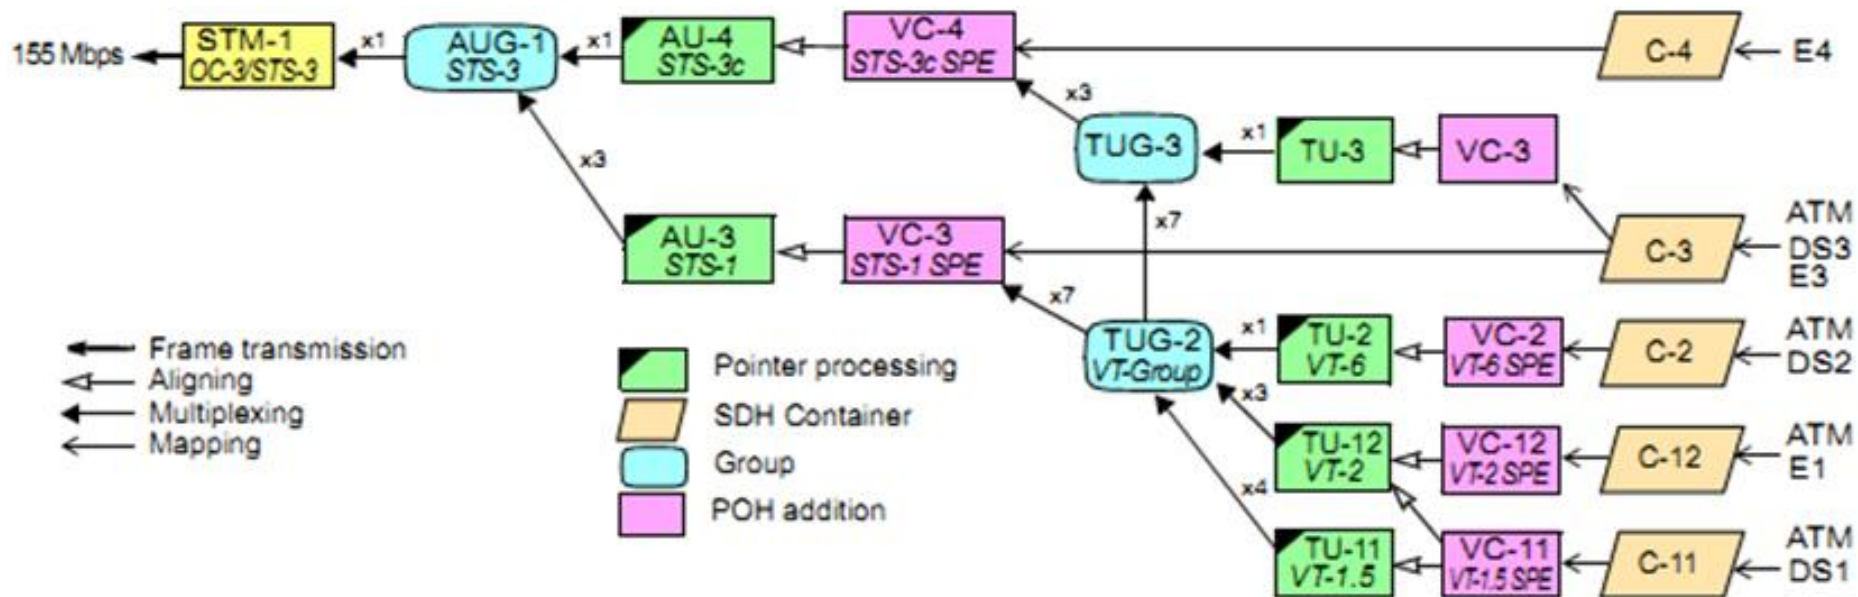 155 Mbps
STM-1
OC-3/STS-3
x1
AUG-1
STS-3
x1
AU-4
STS-3c
VC-4
STS-3c SPE
C-4
E4
x3
TUG-3
x1
TU-3
VC-3
x3
x7
AU-3
STS-1
VC-3
STS-1 SPE
C-3
ATM
DS3
E3
x7
TUG-2
VT-Group
x1
TU-2
VT-6
VC-2
VT-6 SPE
C-2
ATM
DS2
x3
TU-12
VT-2
VC-12
VT-2 SPE
C-12
ATM
E1
x4
TU-11
VT-1.5
VC-11
VT-1.5 SPE
C-11
ATM
DS1
Frame transmission
Aligning
Multiplexing
Mapping
Pointer processing
SDH Container
Group
POH addition